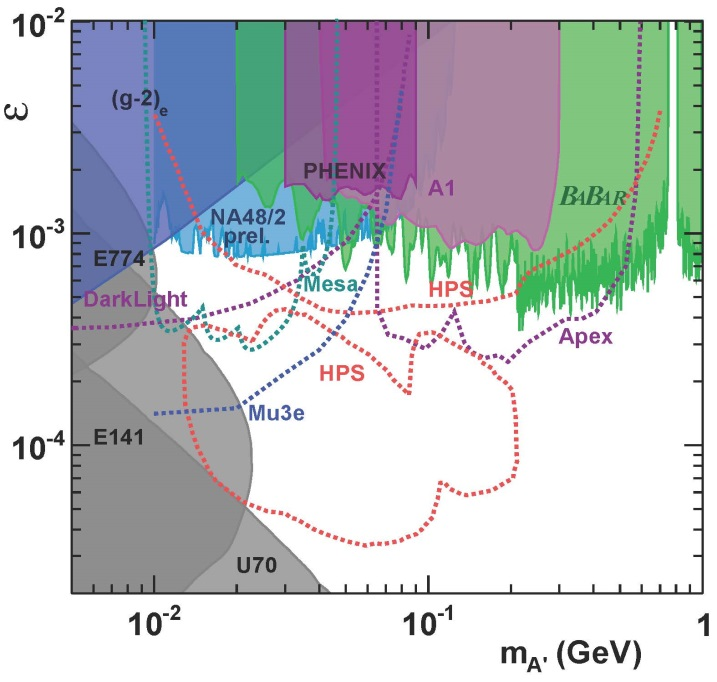 10⁻²
ε
(g-2)ₑ
PHENIX
A1
BABAR
NA48/2
prel.
10⁻³
E774
Mesa
HPS
DarkLight
Apex
HPS
Mu3e
E141
10⁻⁴
U70
10⁻²
10⁻¹
1
m_A' (GeV)